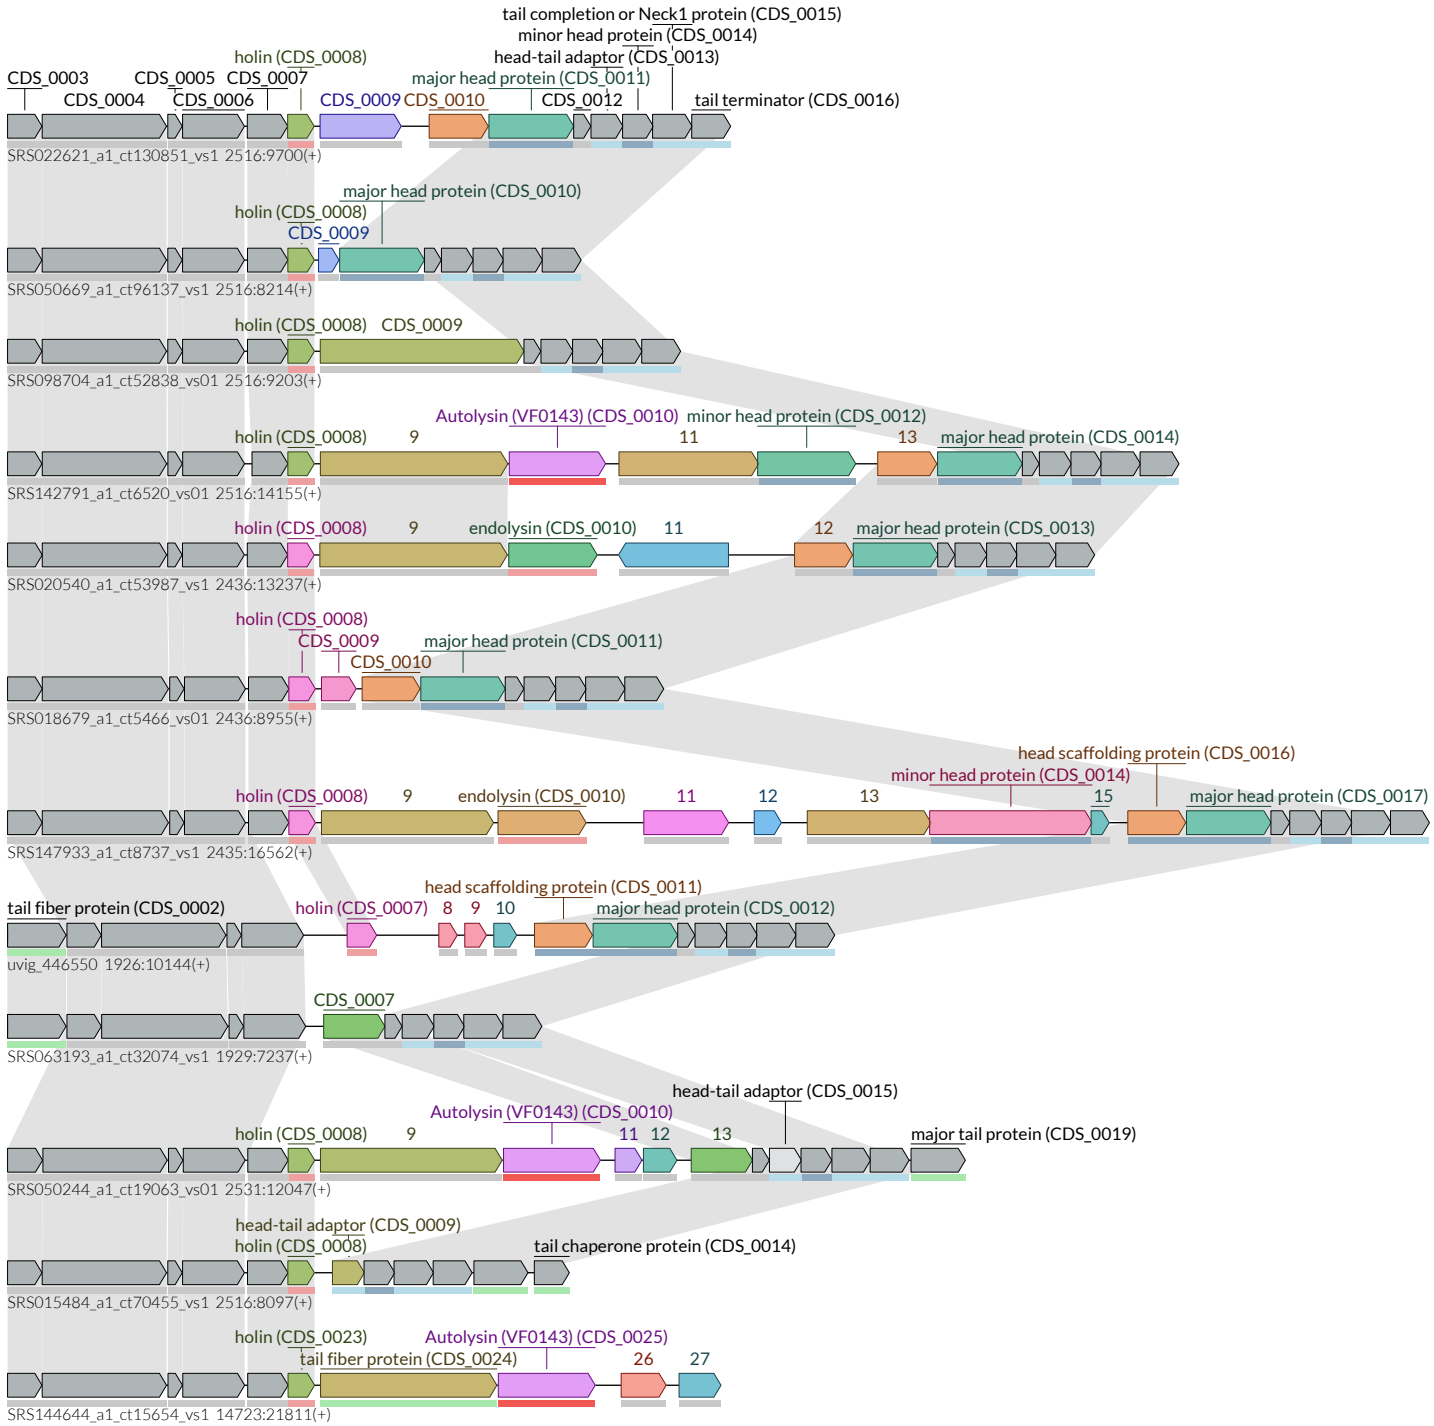 tail completion or Neck1 protein (CDS_0015)
minor head protein (CDS_0014)
holin (CDS_0008) head-tail adaptor (CDS_0013)
CDS_0003 CDS_0005 CDS_0007 major head protein (CDS_0011)
CDS_0004 CDS_0006 CDS_0009 CDS_0010 CDS_0012 tail terminator (CDS_0016)
SRS022621_a1_ct130851_vs1 2516:9700(+)
major head protein (CDS_0010)
holin (CDS_0008)
CDS_0009
SRS050669_a1_ct96137_vs1 2516:8214(+)
holin (CDS_0008) CDS_0009
SRS098704_a1_ct52838_vs01 2516:9203(+)
Autolysin (VF0143) (CDS_0010) minor head protein (CDS_0012)
holin (CDS_0008) 9 11 13 major head protein (CDS_0014)
SRS142791_a1_ct6520_vs01 2516:14155(+)
holin (CDS_0008) 9 endolysin (CDS_0010) 11 12 major head protein (CDS_0013)
SRS020540_a1_ct53987_vs1 2436:13237(+)
holin (CDS_0008)
CDS_0009 major head protein (CDS_0011)
CDS_0010
SRS018679_a1_ct5466_vs01 2436:8955(+)
head scaffolding protein (CDS_0016)
minor head protein (CDS_0014)
holin (CDS_0008) 9 endolysin (CDS_0010) 11 12 13 15 major head protein (CDS_0017)
SRS147933_a1_ct8737_vs1 2435:16562(+)
head scaffolding protein (CDS_0011)
tail fiber protein (CDS_0002) holin (CDS_0007) 8 9 10 major head protein (CDS_0012)
uvig_446550 1926:10144(+)
CDS_0007
SRS063193_a1_ct32074_vs1 1929:7237(+)
head-tail adaptor (CDS_0015)
Autolysin (VF0143) (CDS_0010)
holin (CDS_0008) 9 11 12 13 major tail protein (CDS_0019)
SRS050244_a1_ct19063_vs01 2531:12047(+)
head-tail adaptor (CDS_0009)
holin (CDS_0008) tail chaperone protein (CDS_0014)
SRS015484_a1_ct70455_vs1 2516:8097(+)
holin (CDS_0023) Autolysin (VF0143) (CDS_0025)
tail fiber protein (CDS_0024) 26 27
SRS144644_a1_ct15654_vs1 14723:21811(+)